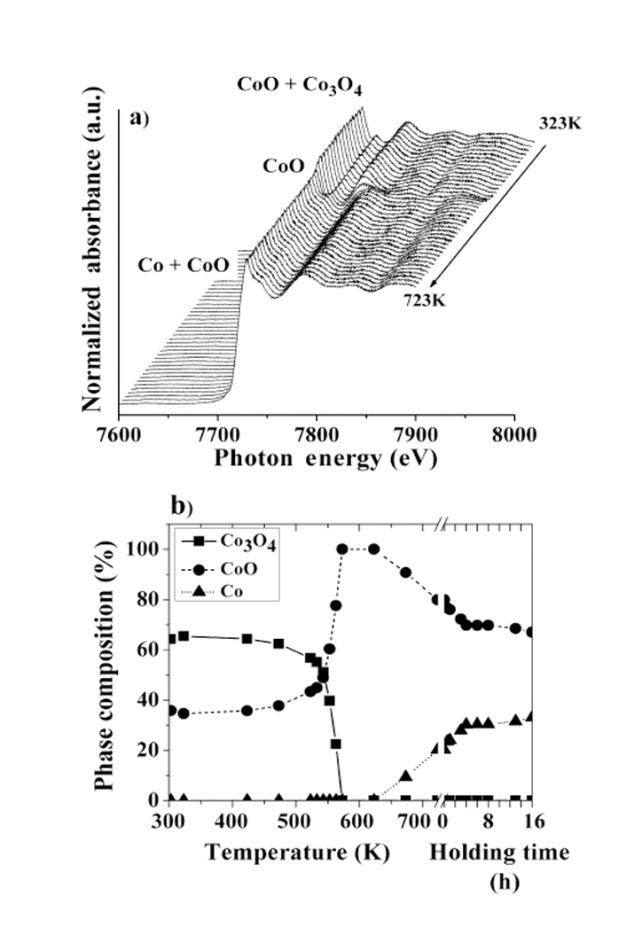 CoO + Co3O4
a)
323K
CoO
Co + CoO
723K
Normalized absorbance (a.u.)
7600 7700 7800 7900 8000
Photon energy (eV)
b)
Co3O4
CoO
Co
100
80
60
40
20
0
Phase composition (%)
300 400 500 600 700 0 8 16
Temperature (K) Holding time
(h)